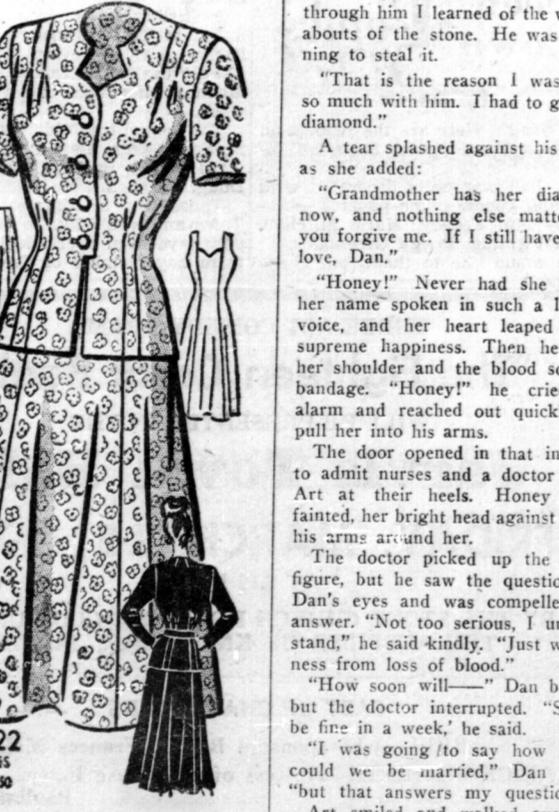 through him I learned of the
abouts of the stone. He was
ning to steal it.
"That is the reason I was
so much with him. I had to g
diamond."
A tear splashed against his
as she added:
"Grandmother has her dia
now, and nothing else matt
you forgive me. If I still have
love, Dan."
"Honey!" Never had she
her name spoken in such a l
voice, and her heart leaped
supreme happiness. Then he
her shoulder and the blood so
bandage. "Honey!" he crie
alarm and reached out quick
pull her into his arms.
The door opened in that in
to admit nurses and a doctor
Art at their heels. Honey
fainted, her bright head against
his arms around her.
The doctor picked up the
figure, but he saw the questio
Dan's eyes and was compelle
answer. "Not too serious, I un
stand," he said kindly. "Just w
ness from loss of blood."
"How soon will——" Dan b
but the doctor interrupted. "S
be fine in a week,' he said.
"I was going to say how
could we be married," Dan
"but that answers my questio
Art smiled and walked
22
is
50